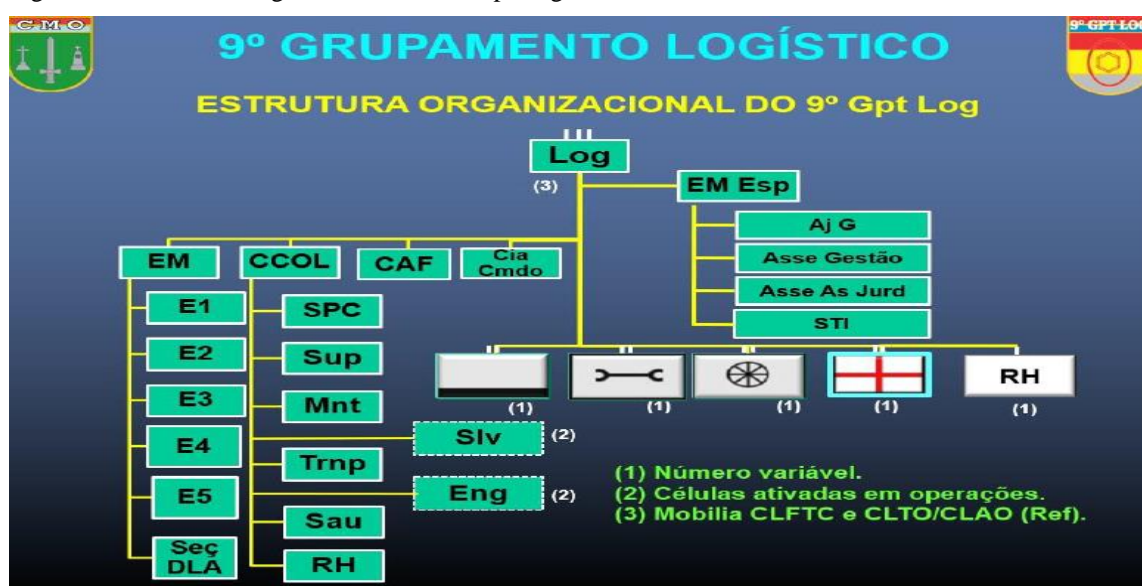 C M O
9º GPT LOG
9º GRUPAMENTO LOGÍSTICO
ESTRUTURA ORGANIZACIONAL DO 9º Gpt Log
Log
(3)
EM Esp
Aj G
Asse Gestão
Asse As Jurd
STI
EM
CCOL
CAF
Cia
Cmdo
E1
E2
E3
E4
E5
Seç
DLA
SPC
Sup
Mnt
Slv
(2)
Trnp
Eng
(2)
Sau
RH
(1)
(1)
(1)
(1)
RH
(1)
(1) Número variável.
(2) Células ativadas em operações.
(3) Mobilia CLFTC e CLTO/CLAO (Ref).